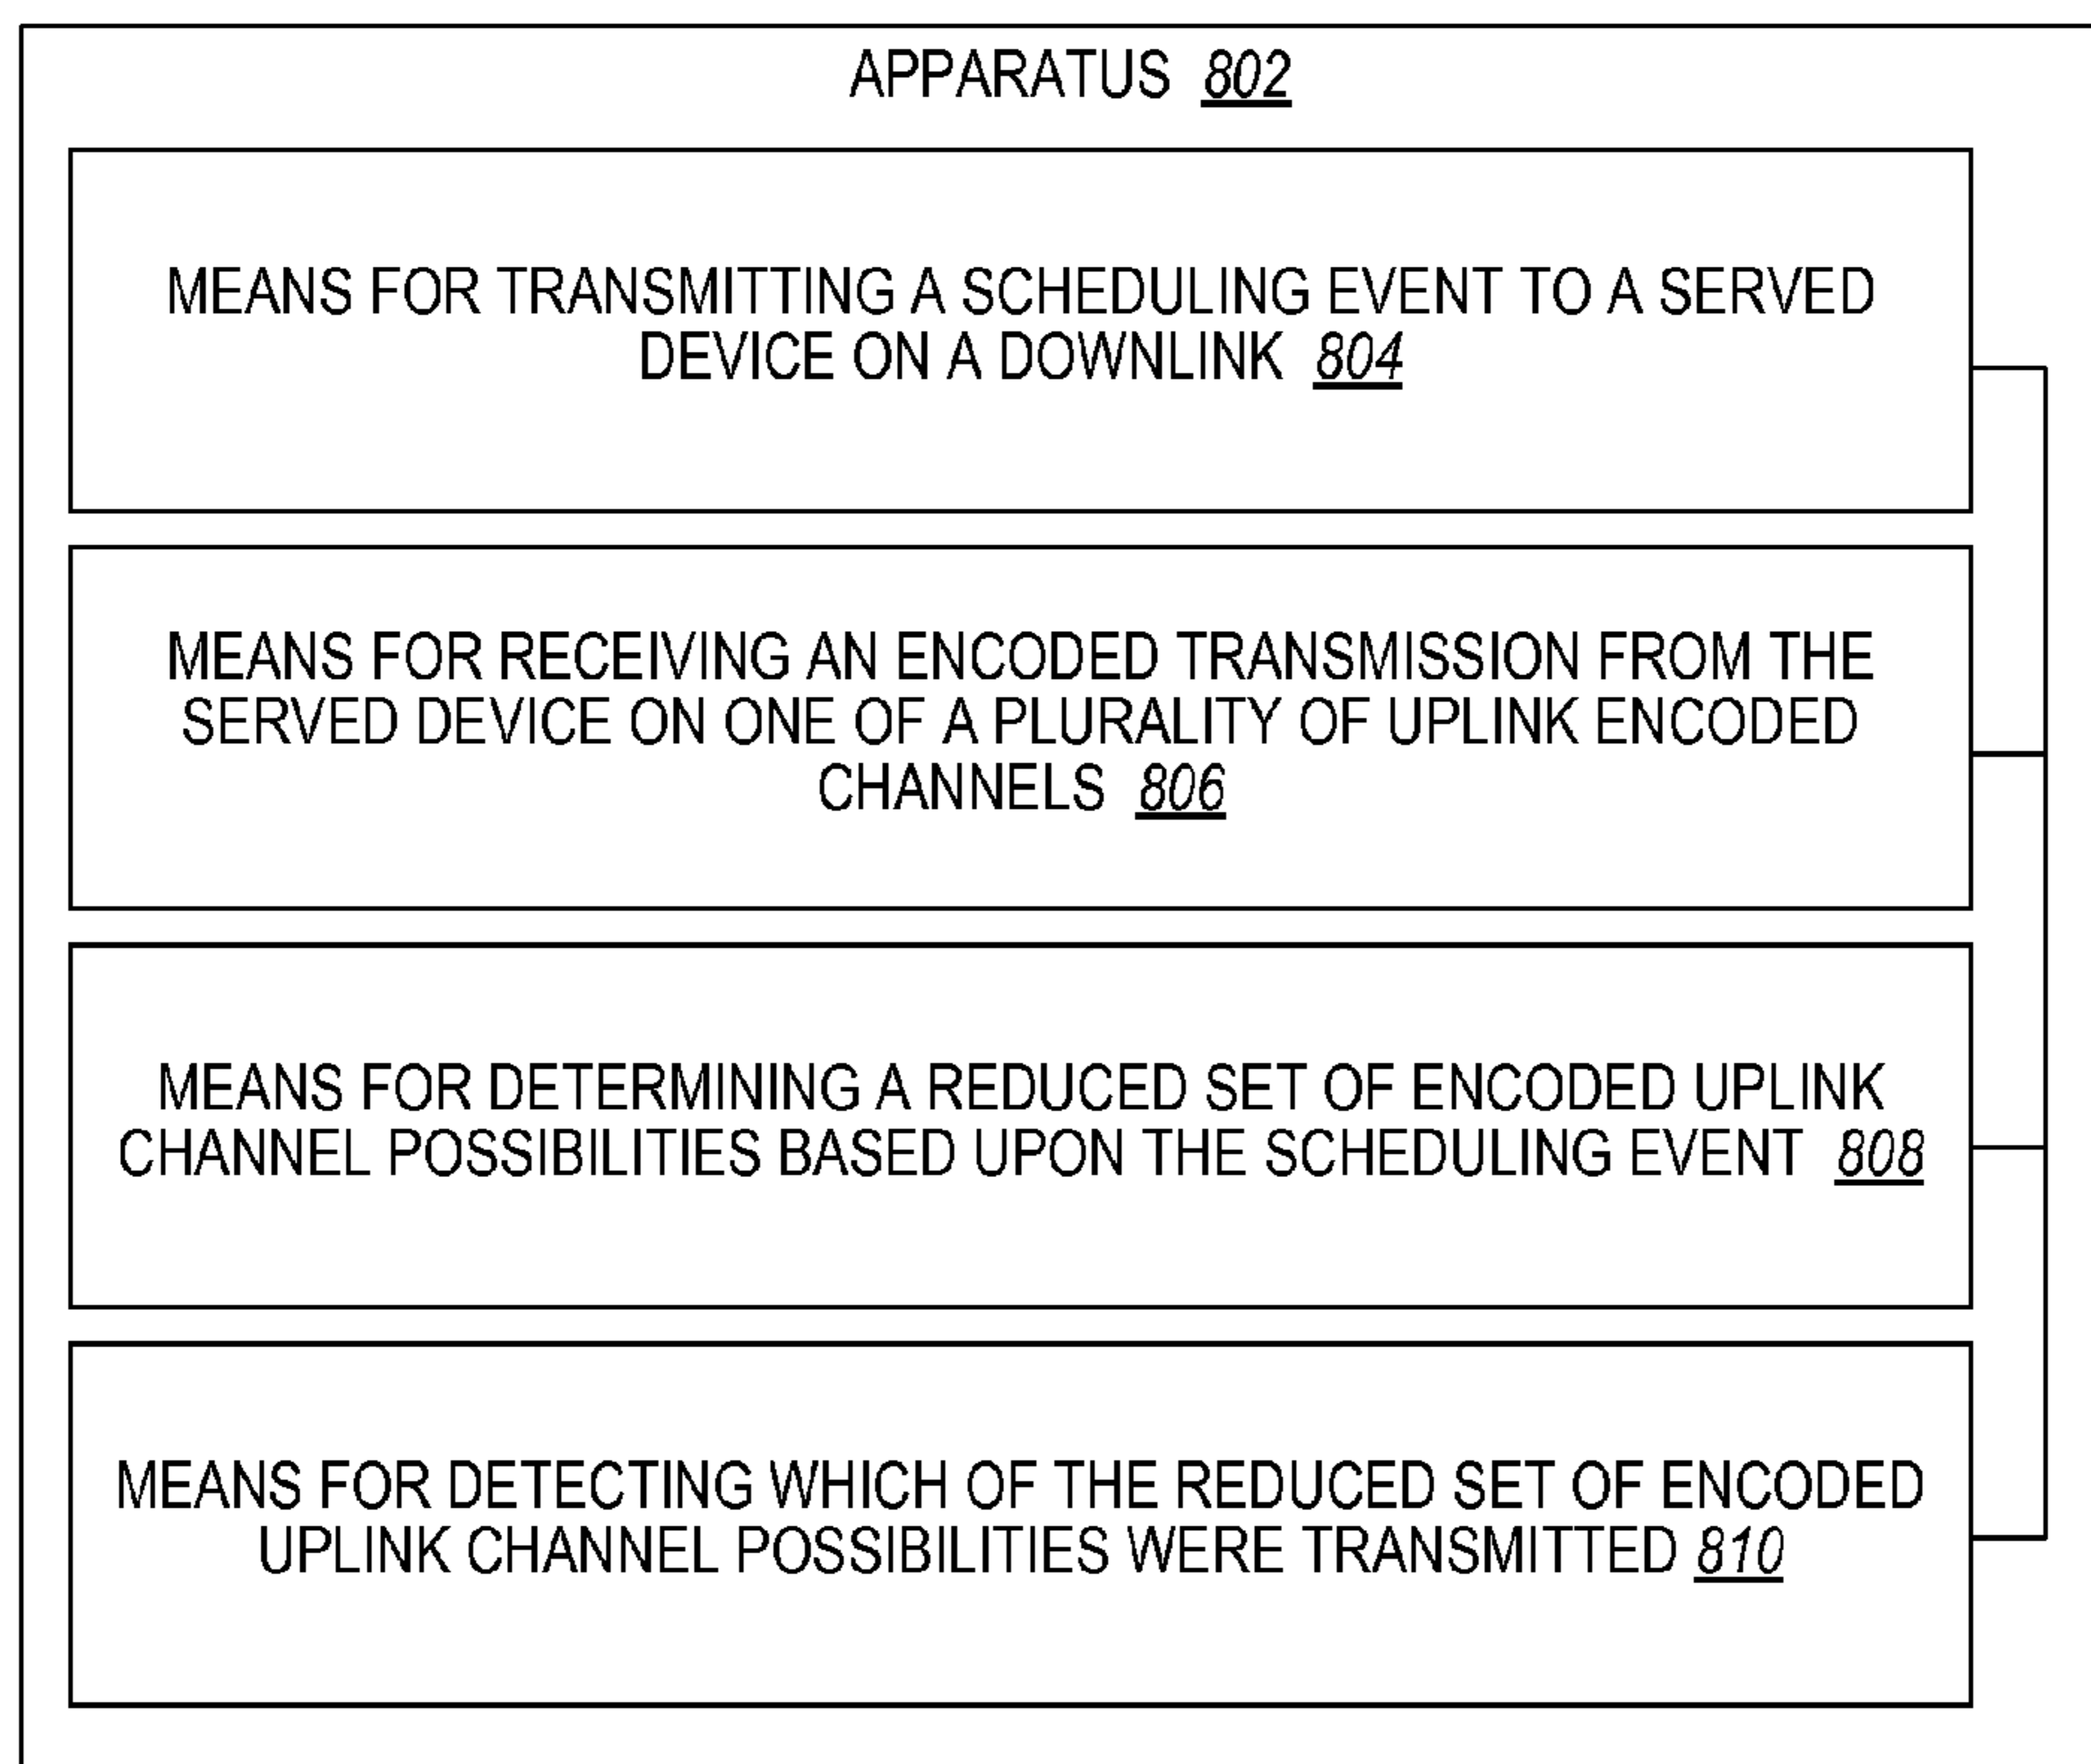 APPARATUS 802
MEANS FOR TRANSMITTING A SCHEDULING EVENT TO A SERVED
DEVICE ON A DOWNLINK 804
MEANS FOR RECEIVING AN ENCODED TRANSMISSION FROM THE
SERVED DEVICE ON ONE OF A PLURALITY OF UPLINK ENCODED
CHANNELS 806
MEANS FOR DETERMINING A REDUCED SET OF ENCODED UPLINK
CHANNEL POSSIBILITIES BASED UPON THE SCHEDULING EVENT 808
MEANS FOR DETECTING WHICH OF THE REDUCED SET OF ENCODED
UPLINK CHANNEL POSSIBILITIES WERE TRANSMITTED 810